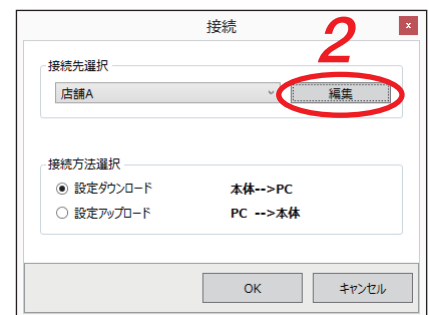 接続
x
2
接続先選択
店舗A
編集
接続方法選択
設定ダウンロード 本体-->PC
設定アップロード PC -->本体
OK キャンセル